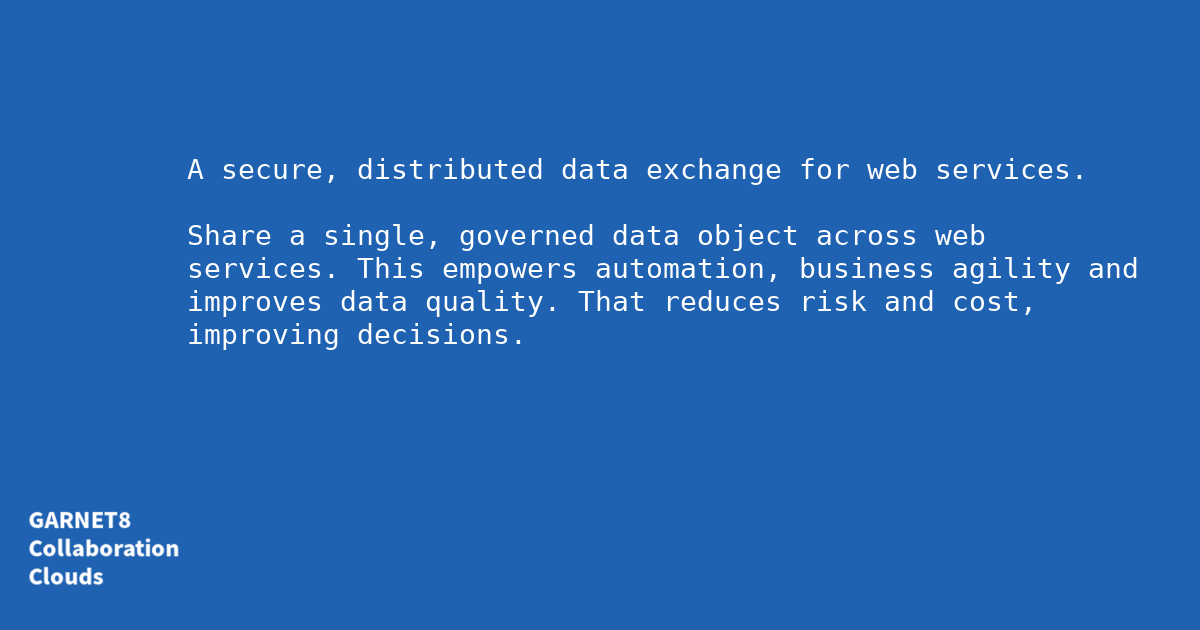 A secure, distributed data exchange for web services.
Share a single, governed data object across web
services. This empowers automation, business agility and
improves data quality. That reduces risk and cost,
improving decisions.
GARNET8
Collaboration
Clouds